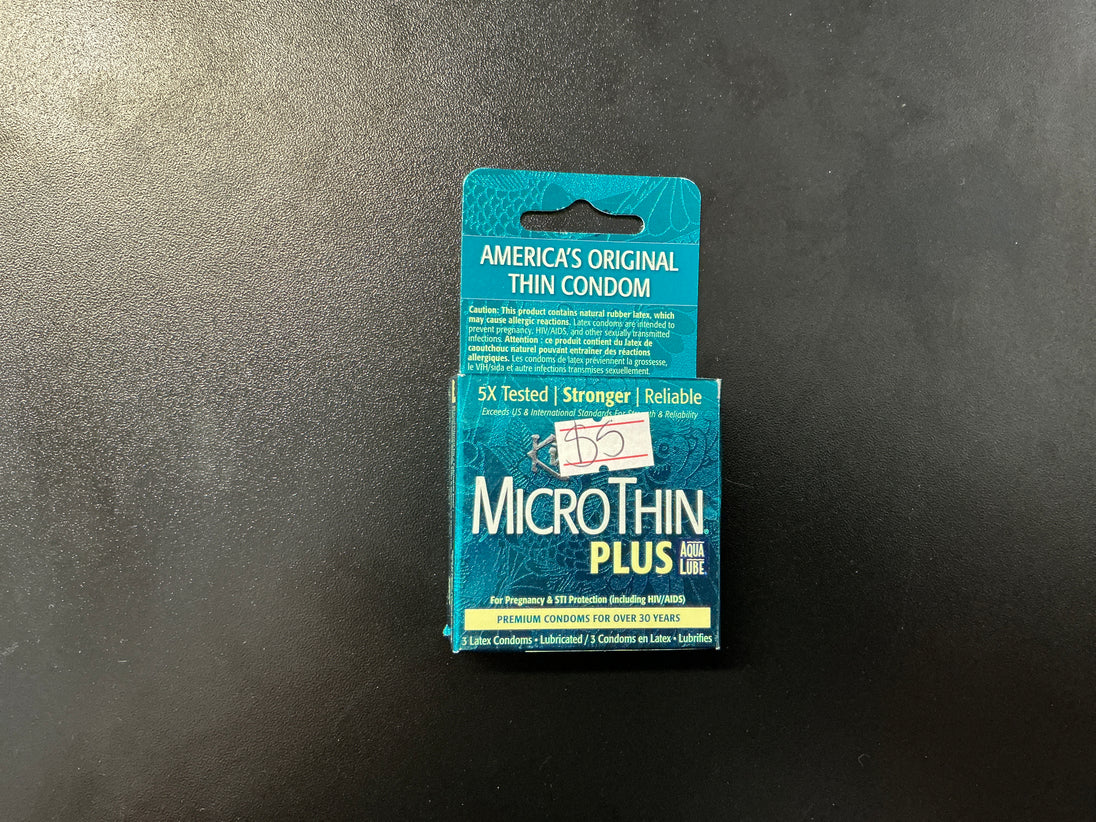 AMERICA'S ORIGINAL
THIN CONDOM
Caution: This product contains natural rubber latex, which
may cause allergic reactions. Latex condoms are intended to
prevent pregnancy, HIV/AIDS, and other sexually transmitted
infections. Attention : ce produit contient du latex de
caoutchouc naturel pouvant entraîner des réactions
allergiques. Les condoms de latex préviennent la grossesse,
le VIH/sida et autre infections transmises sexuellement.
5X Tested | Stronger | Reliable
Exceeds US & International Standards For Strength & Reliability
$5
MICROTHIN®
PLUS AQUA
LUBE
For Pregnancy & STI Protection (including HIV/AIDS)
PREMIUM CONDOMS FOR OVER 30 YEARS
3 Latex Condoms • Lubricated / 3 Condoms en Latex • Lubrifies